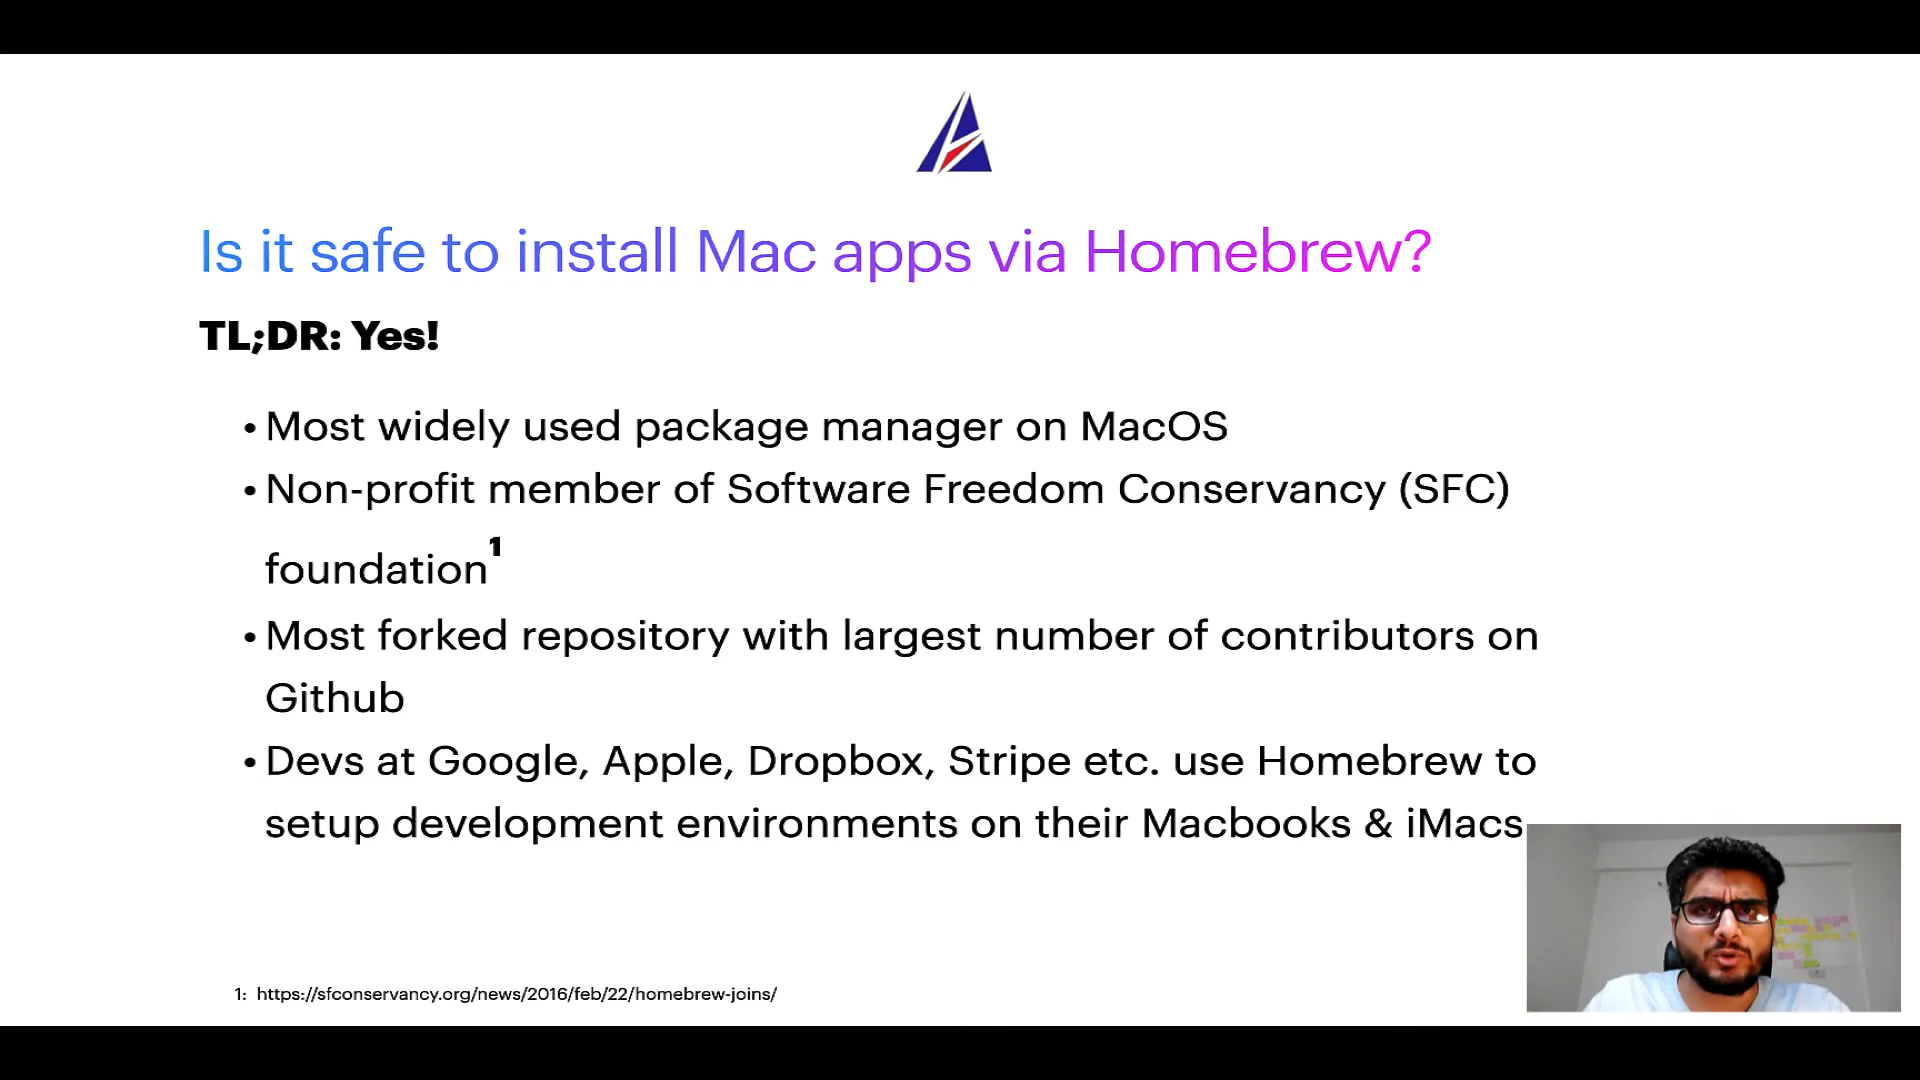 Is it safe to install Mac apps via Homebrew?
TL;DR: Yes!
• Most widely used package manager on MacOS
• Non-profit member of Software Freedom Conservancy (SFC)
foundation¹
• Most forked repository with largest number of contributors on
Github
• Devs at Google, Apple, Dropbox, Stripe etc. use Homebrew to
setup development environments on their Macbooks & iMacs
1: https://sfconservancy.org/news/2016/feb/22/homebrew-joins/